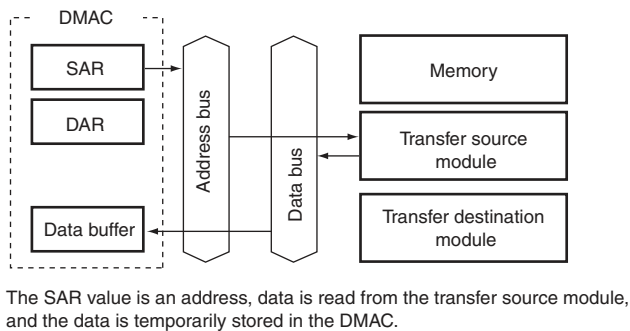 DMAC
SAR
DAR
Data buffer
Address bus
Data bus
Memory
Transfer source
module
Transfer destination
module
The SAR value is an address, data is read from the transfer source module,
and the data is temporarily stored in the DMAC.